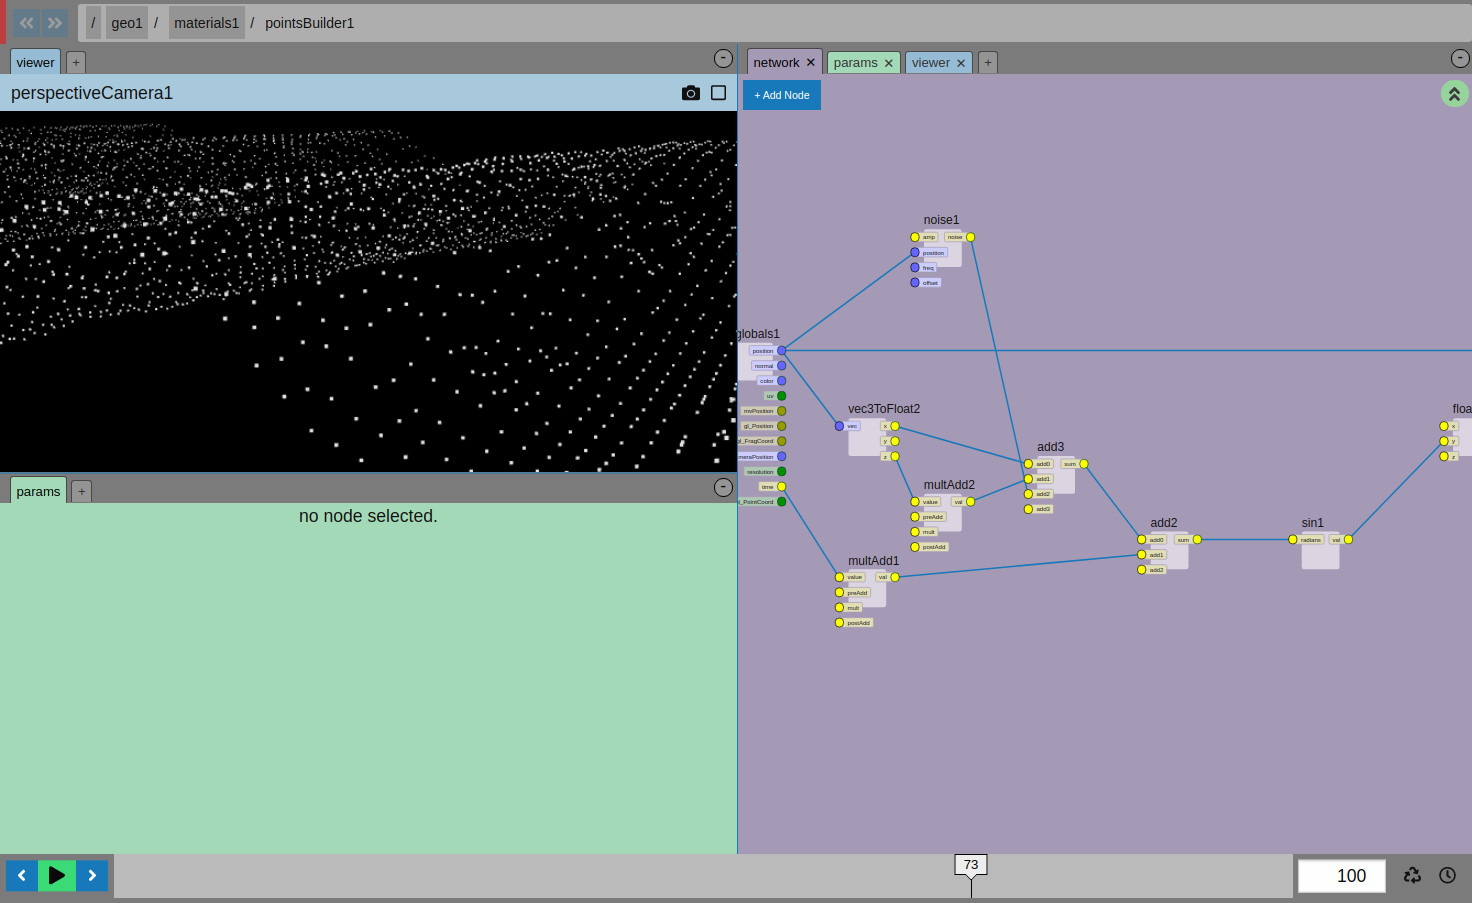 / geo1 / materials1 / pointsBuilder1
viewer +
perspectiveCamera1
params +
no node selected.
network × params × viewer × +
+ Add Node
noise1
amp noise
position
freq
offset
globals1
position
normal
color
uv
mvPosition
gl_Position
gl_FragCoord
meraPosition
resolution
time
_PointCoord
vec3ToFloat2
vec x
y
z
multAdd2
value val
preAdd
mult
postAdd
add3
add0 sum
add1
add2
add3
multAdd1
value val
preAdd
mult
postAdd
add2
add0 sum
add1
add2
sin1
radians val
floa
x
y
z
73
100